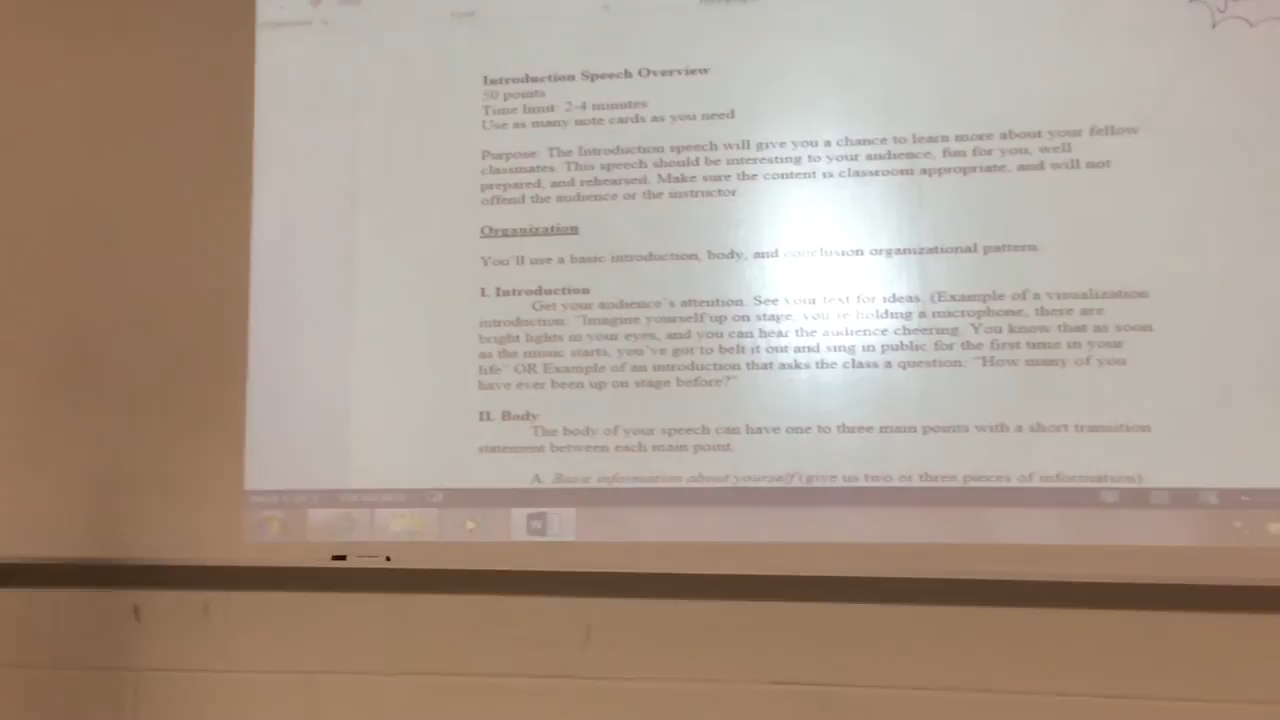 Introduction Speech Overview
50 points
Time limit 2-4 minutes
Use as many note cards as you need
Purpose: The Introduction speech will give you a chance to learn more about your fellow
classmates. This speech should be interesting to your audience, fun for you, well
prepared, and rehearsed. Make sure the content is classroom appropriate, and will not
offend the audience or the instructor.
Organization
You'll use a basic introduction, body, and conclusion organizational pattern.
I. Introduction
Get your audience's attention. See your text for ideas. (Example of a visualization
introduction: "Imagine yourself up on stage, you're holding a microphone, there are
bright lights in your eyes, and you can hear the audience cheering. You know that as soon
as the music starts, you've got to belt it out and sing in public for the first time in your
life" OR Example of an introduction that asks the class a question: "How many of you
have ever been up on stage before?"
II. Body
The body of your speech can have one to three main points with a short transition
statement between each main point.
A. Basic information about yourself (give us two or three pieces of information)
W